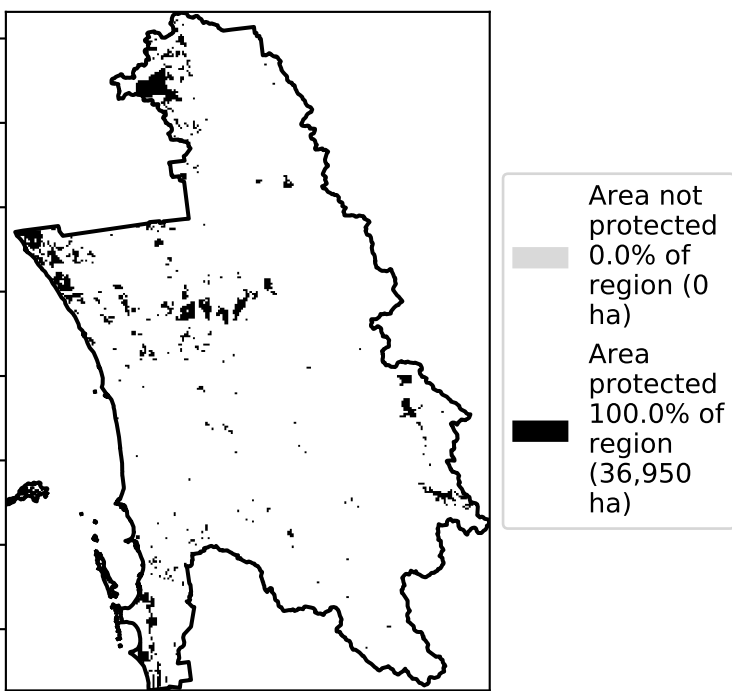 Area not
protected
0.0% of
region (0
ha)
Area
protected
100.0% of
region
(36,950
ha)